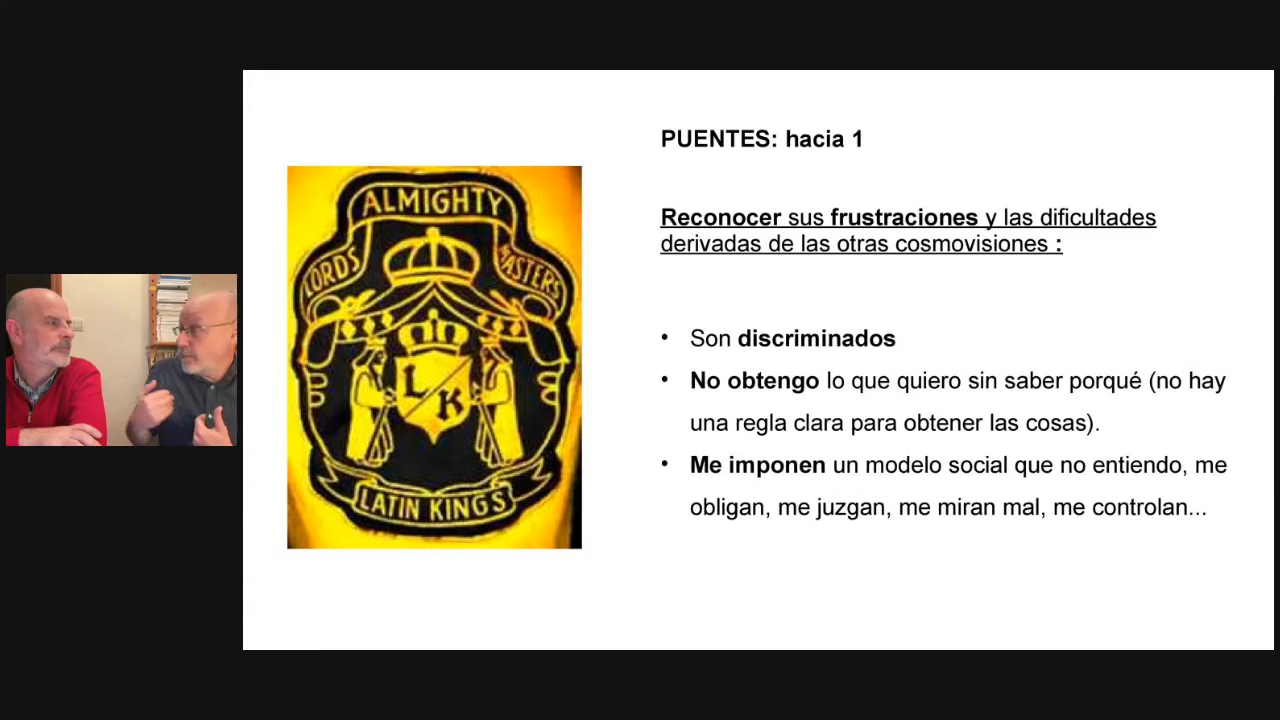 PUENTES: hacia 1
Reconocer sus frustraciones y las dificultades
derivadas de las otras cosmovisiones :
• Son discriminados
• No obtengo lo que quiero sin saber porqué (no hay
una regla clara para obtener las cosas).
• Me imponen un modelo social que no entiendo, me
obligan, me juzgan, me miran mal, me controlan...
ALMIGHTY
LORDS
MASTERS
L
K
LATIN KINGS